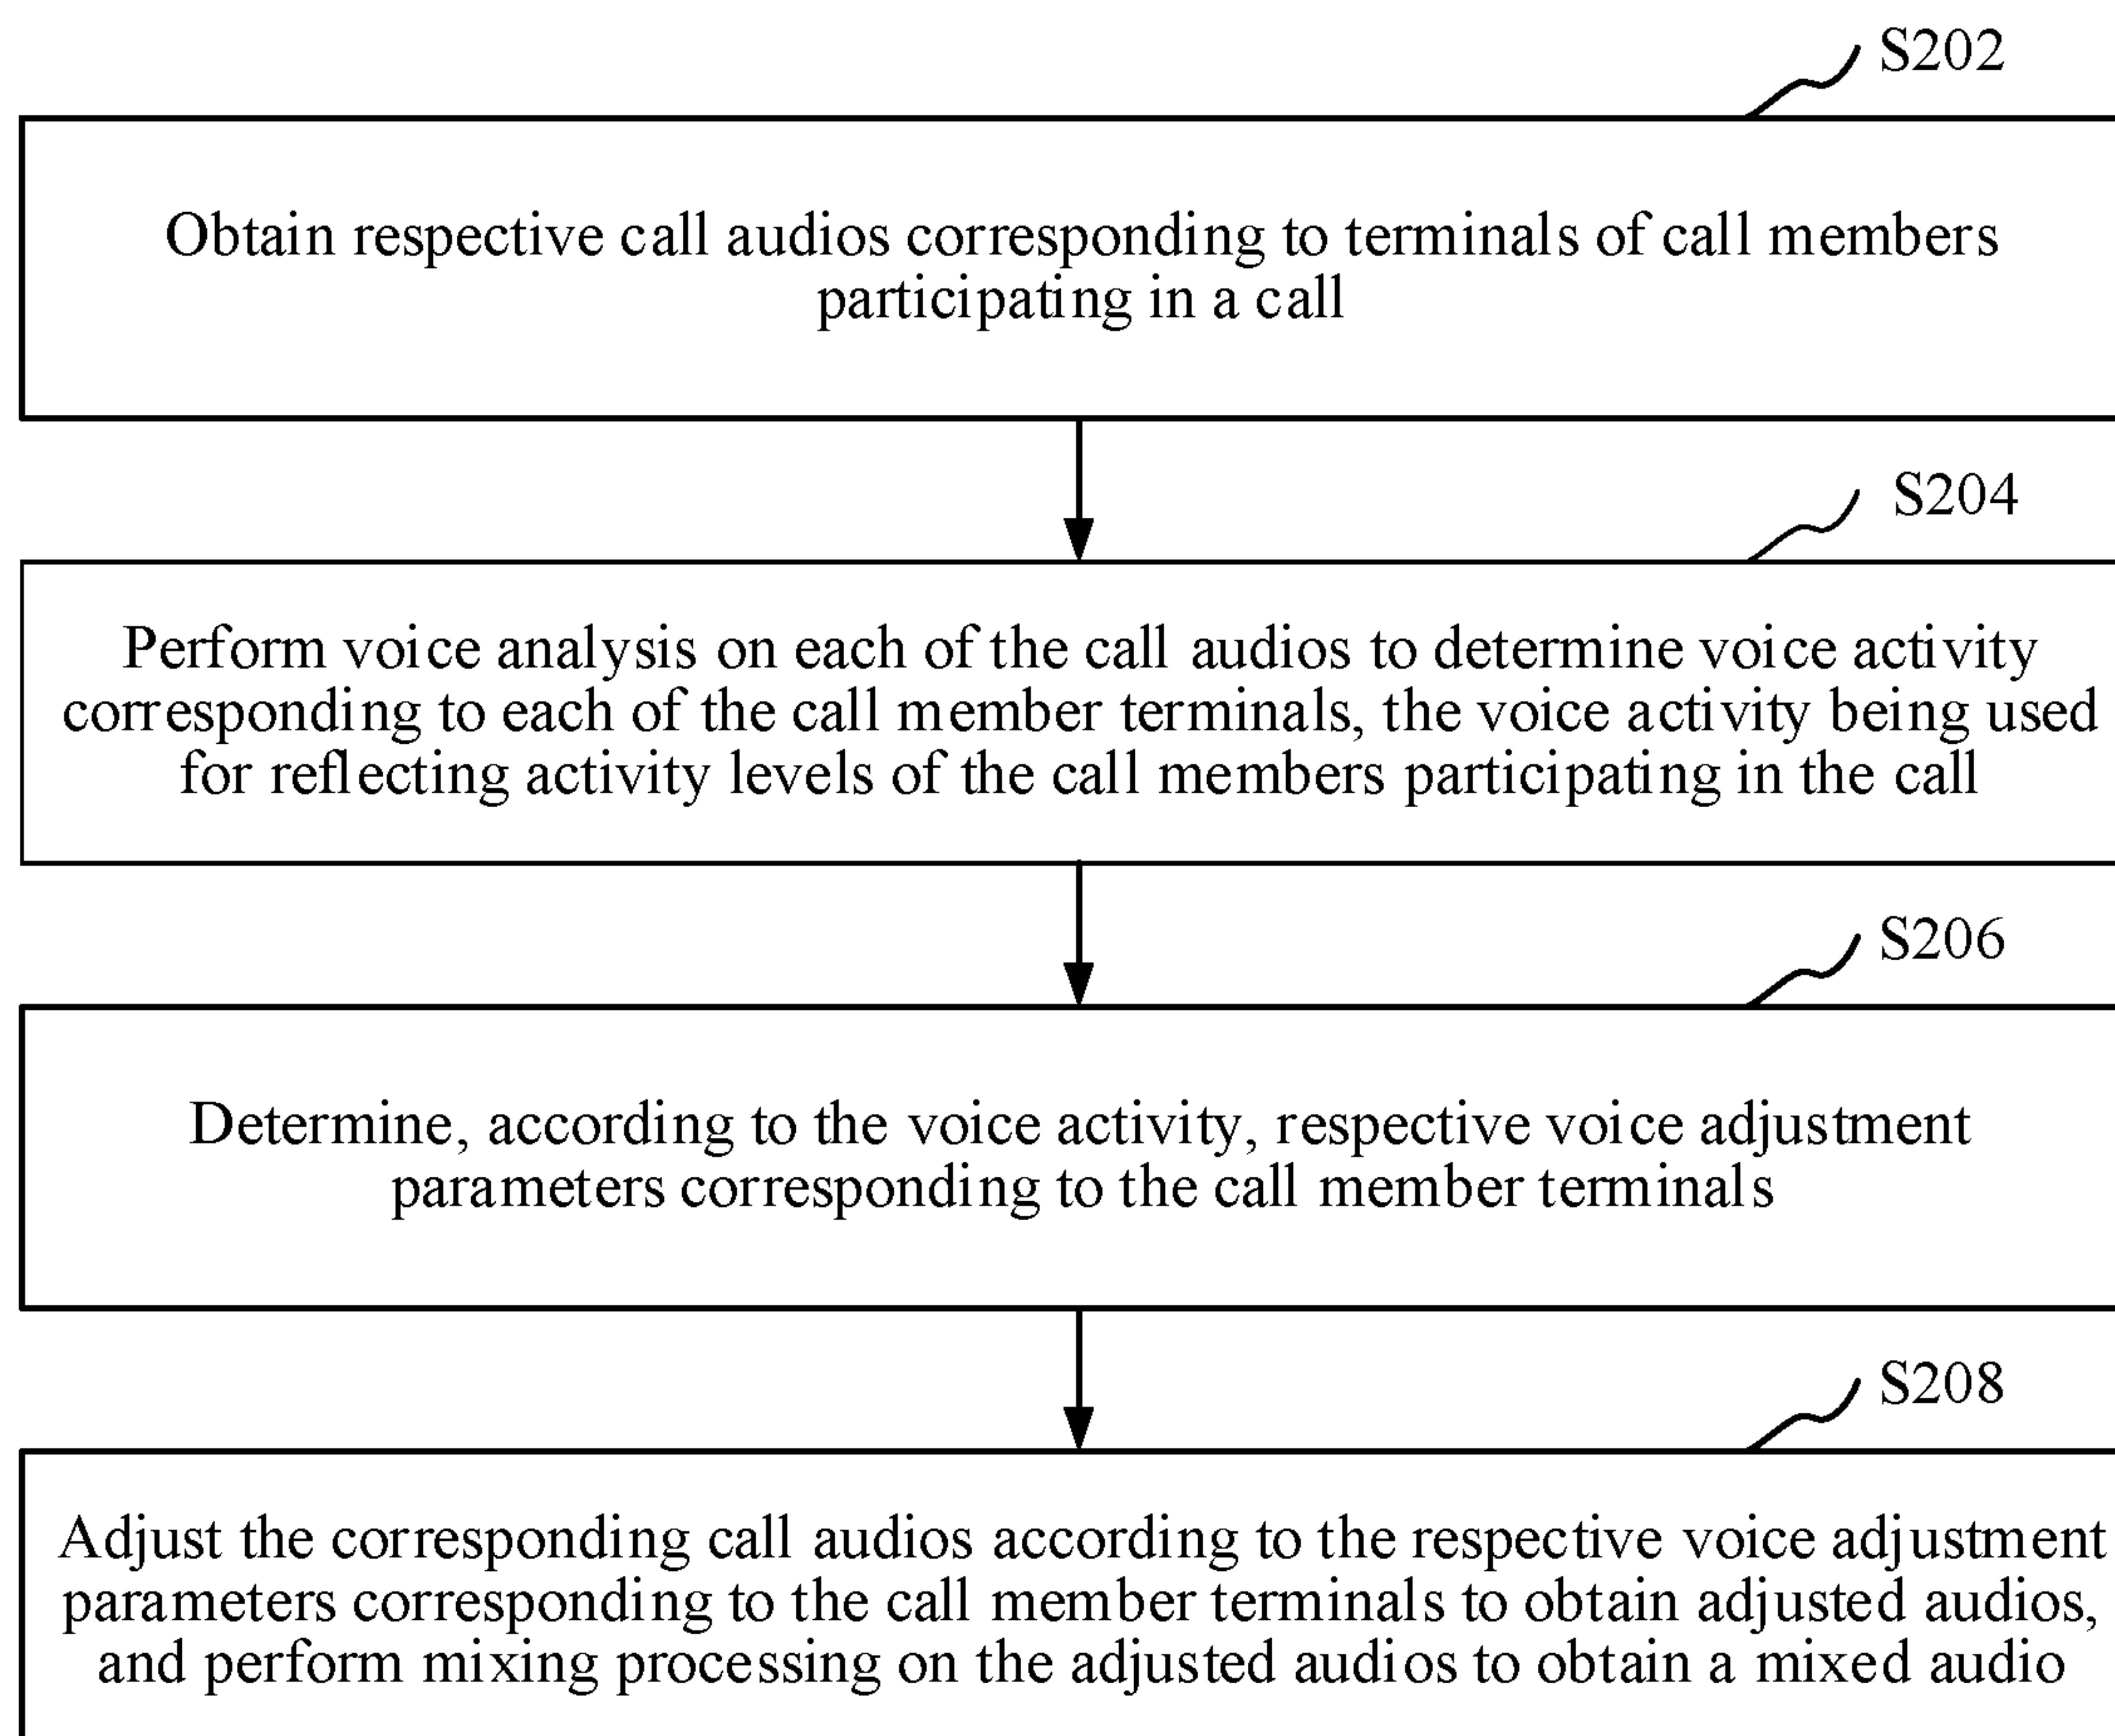 S202
Obtain respective call audios corresponding to terminals of call members
participating in a call
S204
Perform voice analysis on each of the call audios to determine voice activity
corresponding to each of the call member terminals, the voice activity being used
for reflecting activity levels of the call members participating in the call
S206
Determine, according to the voice activity, respective voice adjustment
parameters corresponding to the call member terminals
S208
Adjust the corresponding call audios according to the respective voice adjustment
parameters corresponding to the call member terminals to obtain adjusted audios,
and perform mixing processing on the adjusted audios to obtain a mixed audio